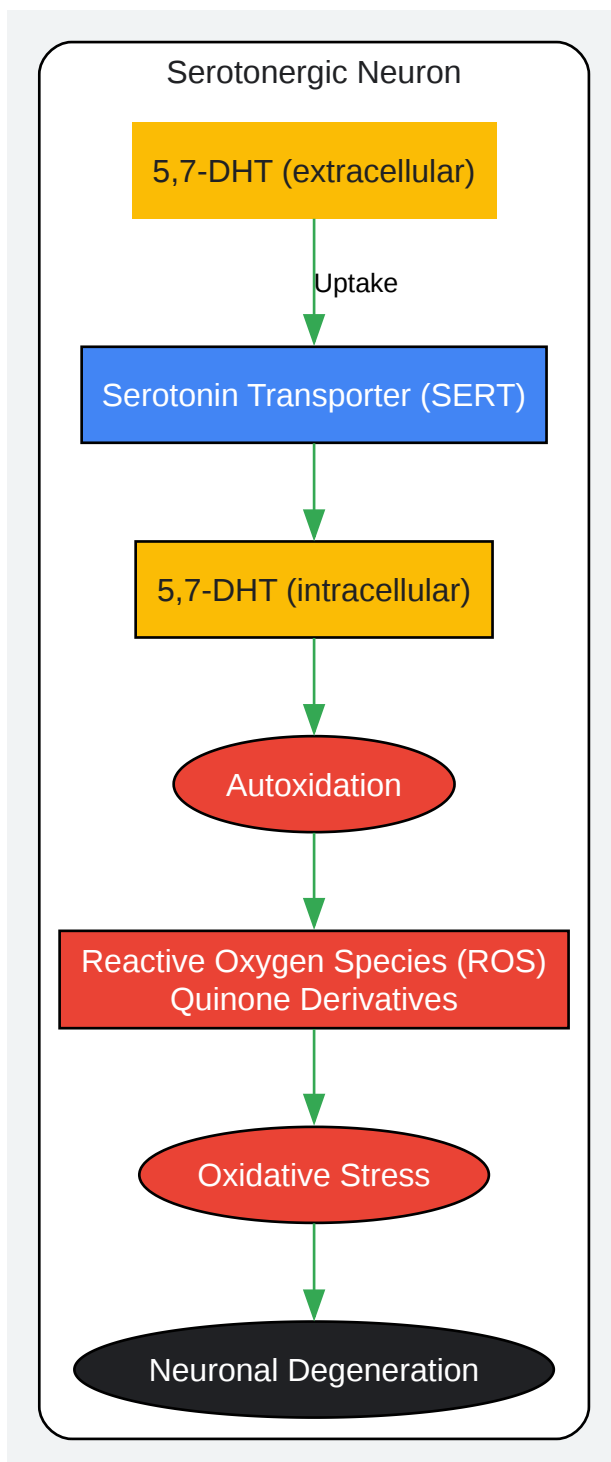 Serotonergic Neuron
5,7-DHT (extracellular)
Uptake
Serotonin Transporter (SERT)
5,7-DHT (intracellular)
Autoxidation
Reactive Oxygen Species (ROS)
Quinone Derivatives
Oxidative Stress
Neuronal Degeneration